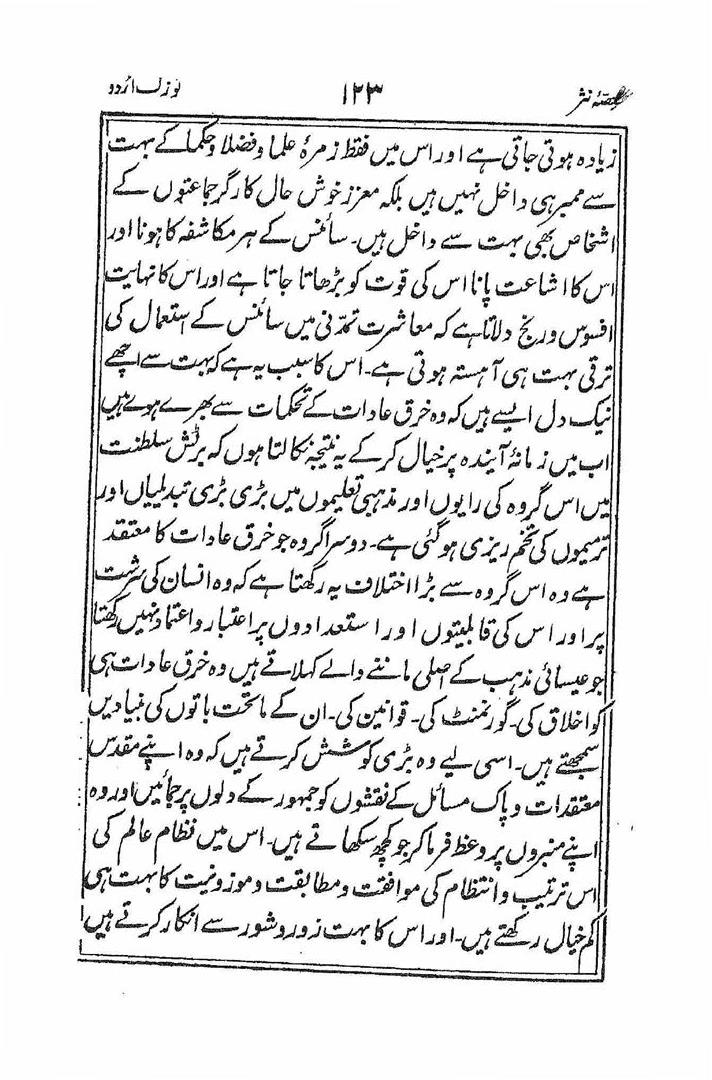 حصۂ نثر ۱۲۳ نوزل اردو
زیادہ ہوتی جاتی ہے اور اس میں فقط زمرۂ علما و فضلا و حکما کے بہت
سے ممبر ہی داخل نہیں ہیں بلکہ معزز خوش حال کارگر جماعتوں کے
اشخاص بھی بہت سے داخل ہیں۔ سائنس کے ہر مکاشفہ کا ہونا اور
اس کا اشاعت پانا اس کی قوت کو بڑھاتا جاتا ہے اور اس کا نہایت
افسوس و رنج دلاتا ہے کہ معاشرت تمدنی میں سائنس کے استعمال کی
ترقی بہت ہی آہستہ ہوتی ہے۔ اس کا سبب یہ ہے کہ بہت سے اچھے
نیک دل ایسے ہیں کہ وہ خرق عادات کے تحکمات سے بھرے ہوے ہیں
اب میں زمانۂ آیندہ پر خیال کر کے یہ نتیجہ نکالتا ہوں کہ برٹش سلطنت
میں اس گروہ کی رایوں اور مذہبی تعلیموں میں بڑی بڑی تبدیلیاں اور
ترمیموں کی تخم ریزی ہو گئی ہے۔ دوسرا گروہ جو خرق عادات کا معتقد
ہے وہ اس گروہ سے بڑا اختلاف یہ رکھتا ہے کہ وہ انسان کی سرشت
پر اور اس کی قابلیتوں اور استعدادوں پر اعتبار و اعتماد نہیں رکھتا
جو عیسائی مذہب کے اصلی ماننے والے کہلاتے ہیں وہ خرق عادات ہی
کو اخلاق کی۔ گورنمنٹ کی۔ قوانین کی۔ ان کے ماتحت باتوں کی بنیادیں
سمجھتے ہیں۔ اسی لیے وہ بڑی کوشش کرتے ہیں کہ وہ اپنے مقدس
معتقدات و پاک مسائل کے نقشوں کو جمہور کے دلوں پر جمائیں اور وہ
اپنے منبروں پر وعظ فرما کر جو کچھ سکھاتے ہیں۔ اس میں نظام عالم کی
اس ترتیب و انتظام کی موافقت و مطابقت و موزونیت کا بہت ہی
کم خیال رکھتے ہیں۔ اور اس کا بہت زور و شور سے انکار کرتے ہیں